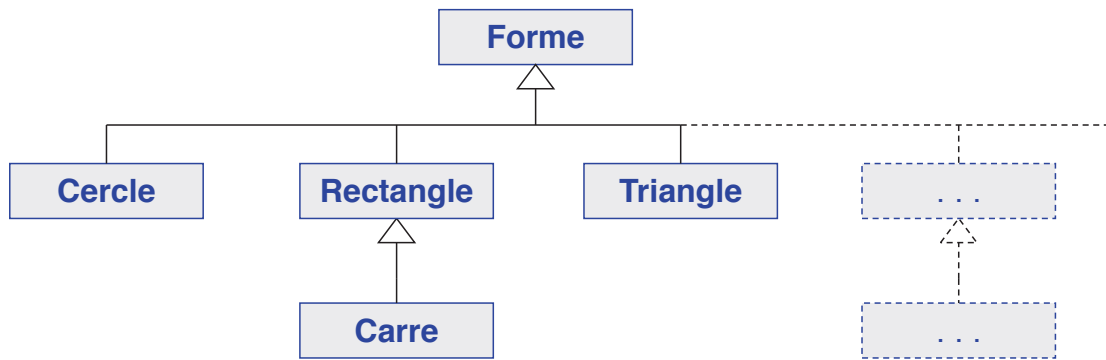 Forme
Cercle
Rectangle
Triangle
. . .
Carre
. . .